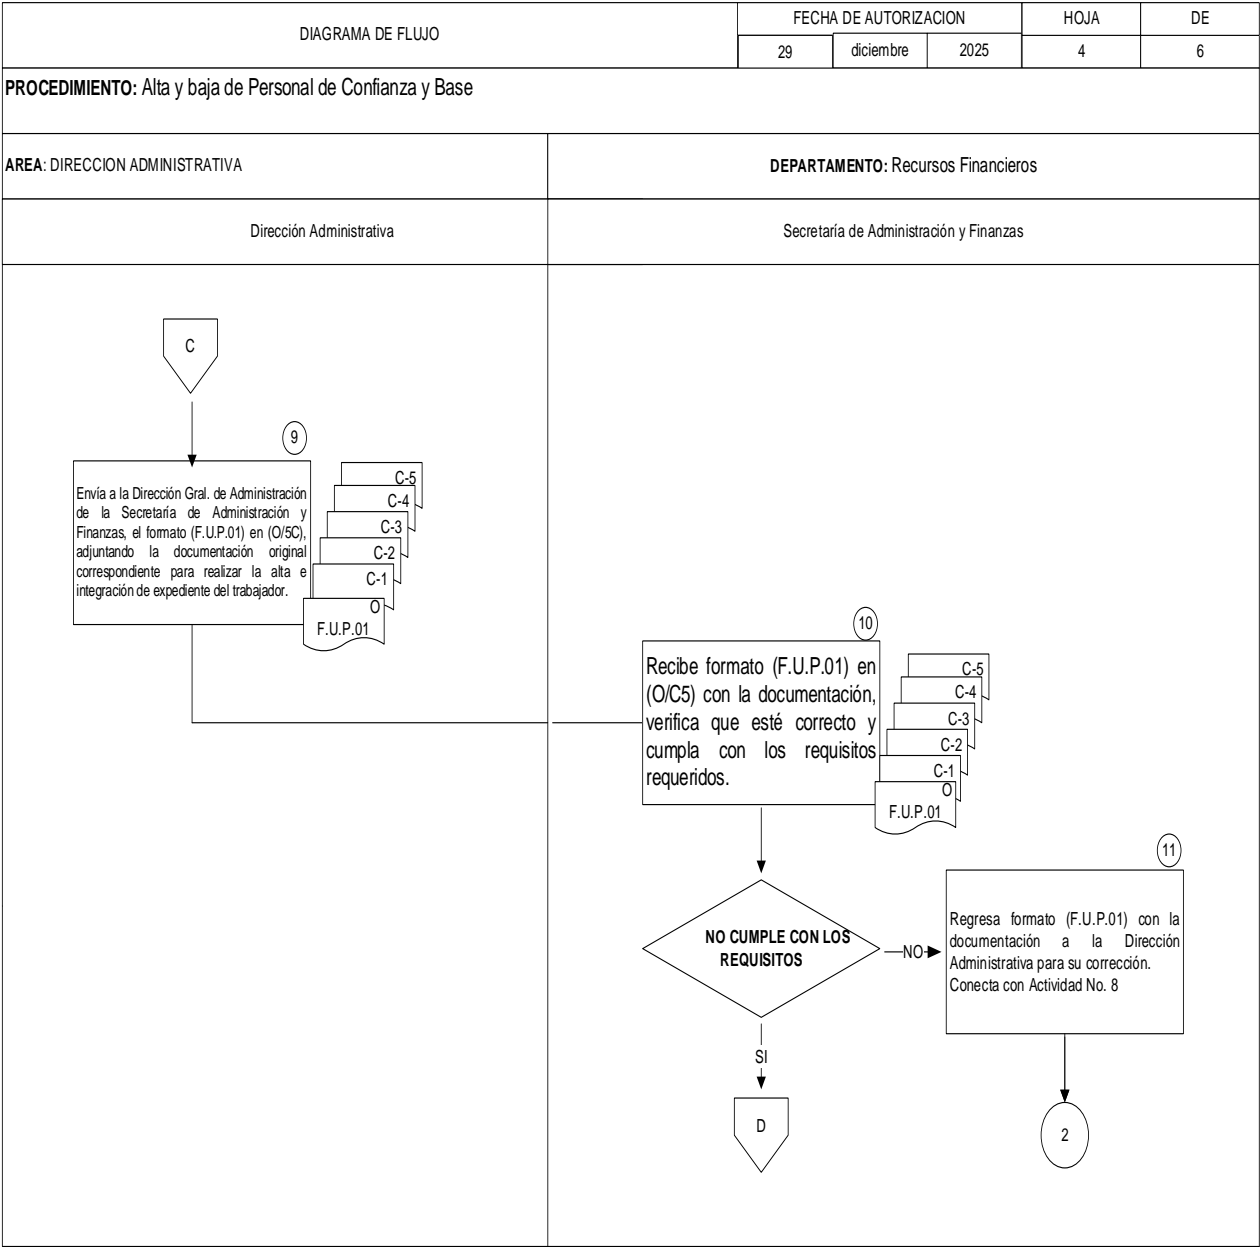 DIAGRAMA DE FLUJO
FECHA DE AUTORIZACION
HOJA
DE
29
diciembre
2025
4
6
PROCEDIMIENTO: Alta y baja de Personal de Confianza y Base
AREA: DIRECCION ADMINISTRATIVA
DEPARTAMENTO: Recursos Financieros
Dirección Administrativa
Secretaría de Administración y Finanzas
C
9
Envía a la Dirección Gral. de Administración
de la Secretaría de Administración y
Finanzas, el formato (F.U.P.01) en (O/5C),
adjuntando la documentación original
correspondiente para realizar la alta e
integración de expediente del trabajador.
C-5
C-4
C-3
C-2
C-1
O
F.U.P.01
10
Recibe formato (F.U.P.01) en
(O/C5) con la documentación,
verifica que esté correcto y
cumpla con los requisitos
requeridos.
C-5
C-4
C-3
C-2
C-1
O
F.U.P.01
NO CUMPLE CON LOS
REQUISITOS
NO
11
Regresa formato (F.U.P.01) con la
documentación a la Dirección
Administrativa para su corrección.
Conecta con Actividad No. 8
SI
D
2